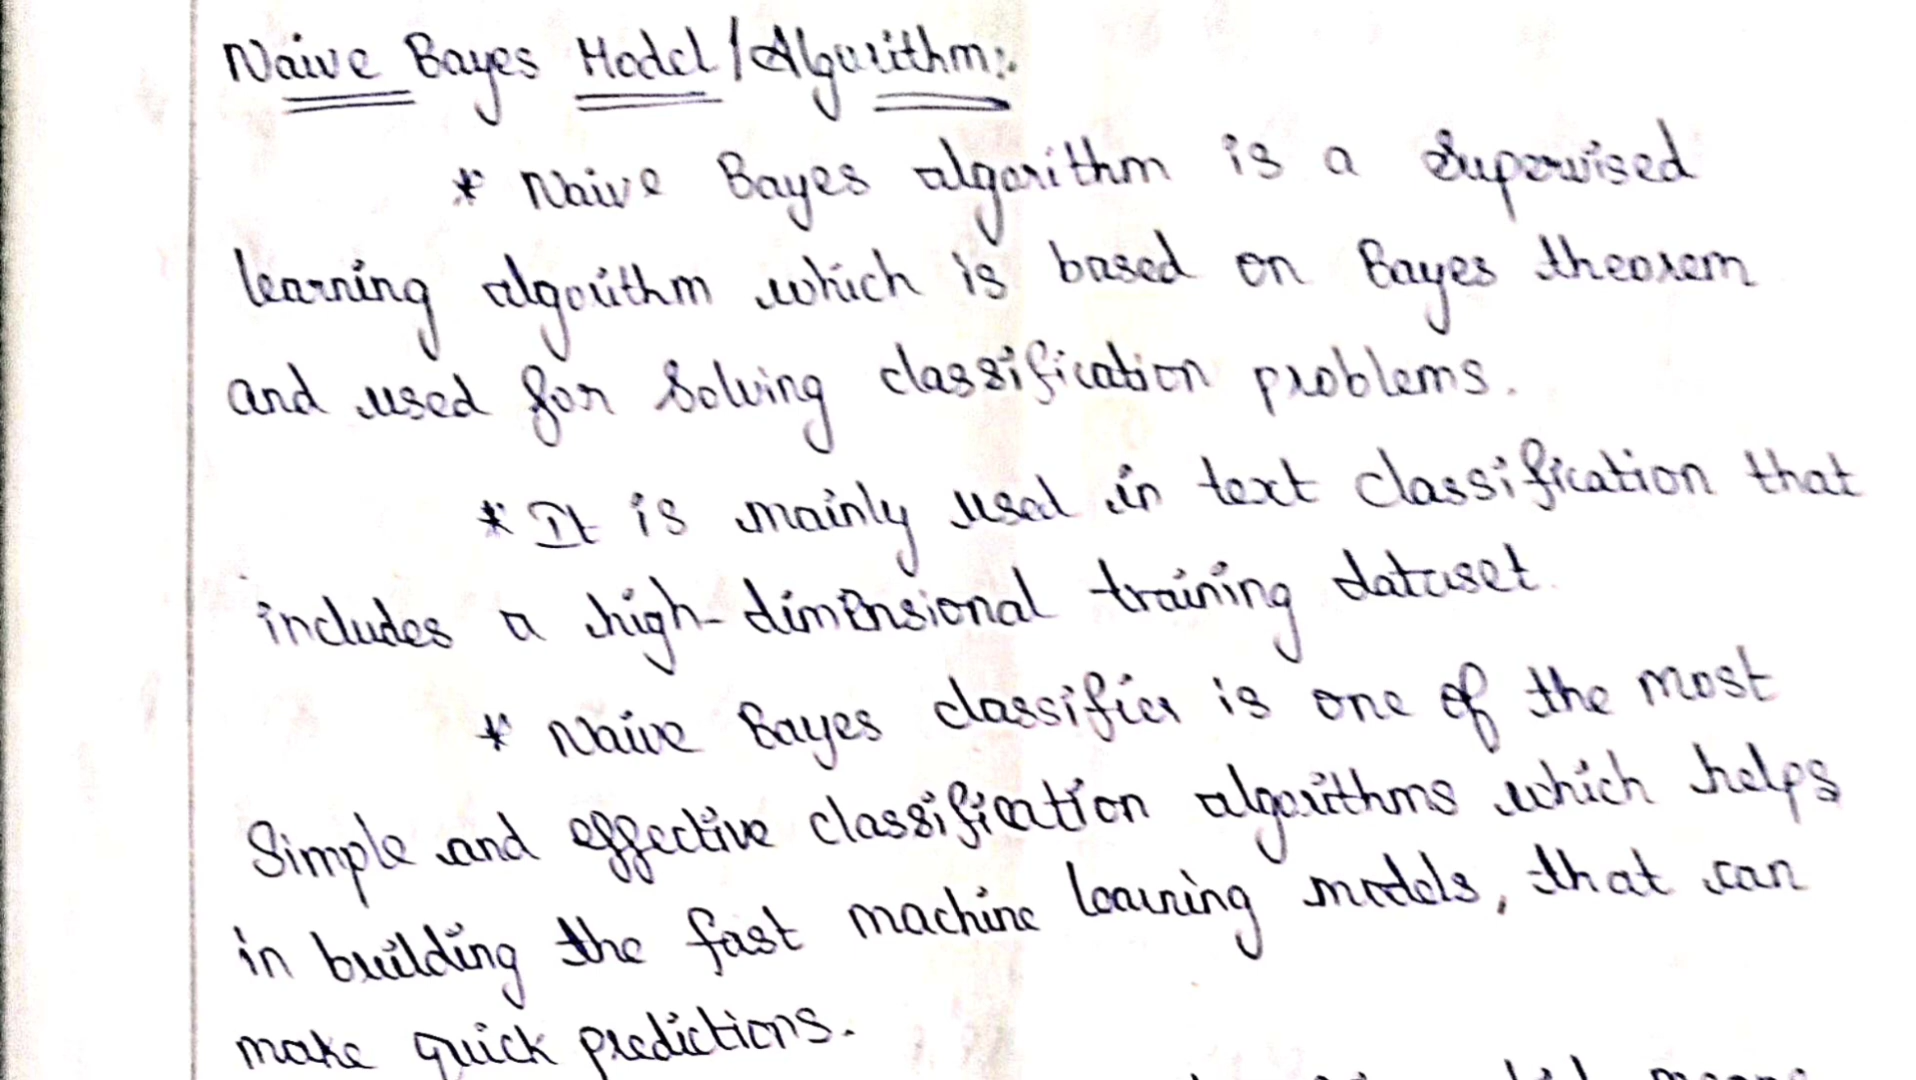 Naive Bayes Model/Algorithm:
* Naive Bayes algorithm is a supervised
learning algorithm which is based on Bayes theorem
and used for solving classification problems.
* It is mainly used in text classification that
includes a high-dimensional training dataset.
* Naive Bayes classifier is one of the most
Simple and effective classification algorithms which helps
in building the fast machine learning models, that can
make quick predictions.
means